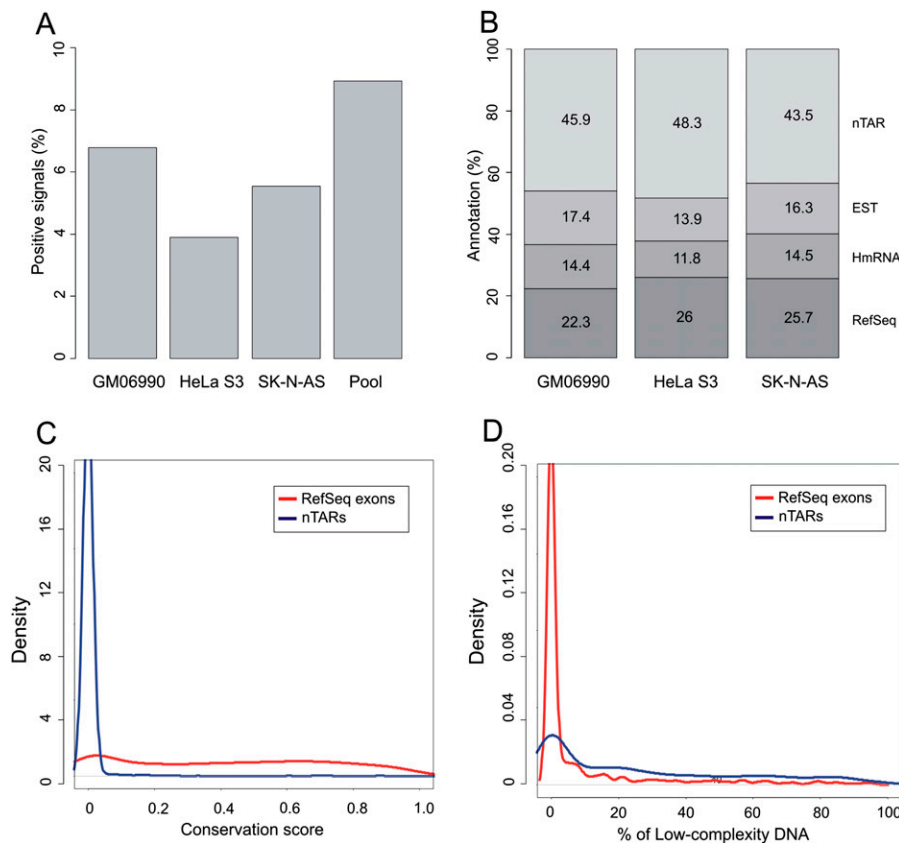 A
Positive signals (%)
0 2 4 6 8 10
GM06990 HeLa S3 SK-N-AS Pool
B
Annotation (%)
0 20 40 60 80 100
45.9 48.3 43.5 nTAR
17.4 13.9 16.3 EST
14.4 11.8 14.5 HmRNA
22.3 26 25.7 RefSeq
GM06990 HeLa S3 SK-N-AS
C
Density
20
16
12
8
4
0
RefSeq exons
nTARs
0 0.2 0.4 0.6 0.8 1.0
Conservation score
D
Density
0.20
0.16
0.12
0.08
0.04
0
RefSeq exons
nTARs
0 20 40 60 80 100
% of Low-complexity DNA